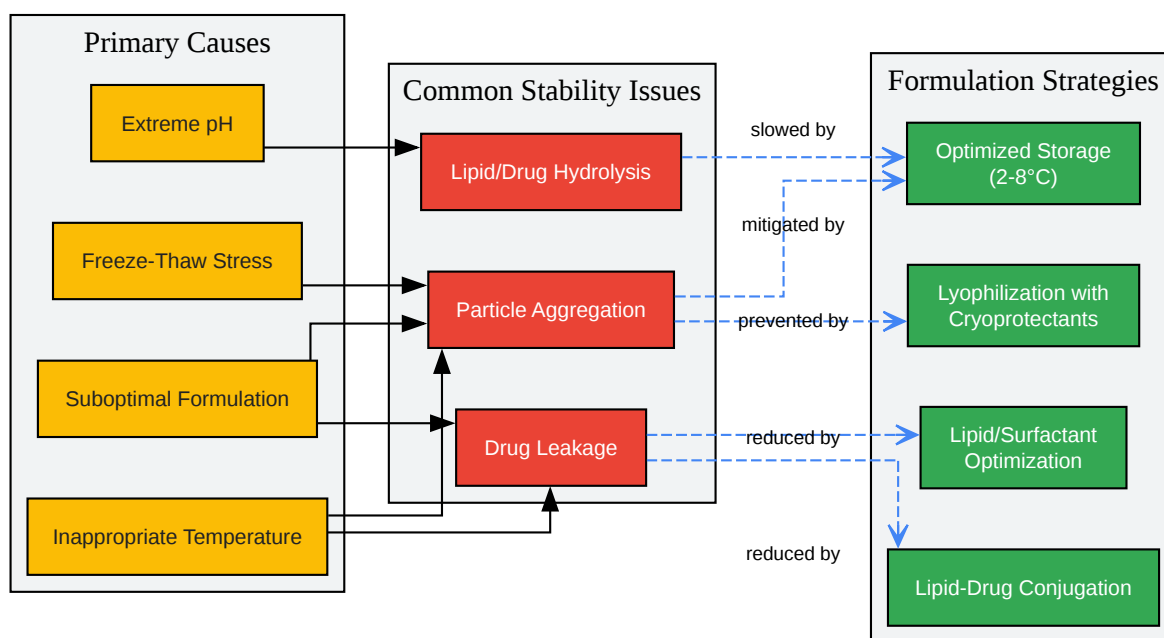 Primary Causes
Extreme pH
Freeze-Thaw Stress
Suboptimal Formulation
Inappropriate Temperature
Common Stability Issues
Lipid/Drug Hydrolysis
Particle Aggregation
Drug Leakage
slowed by
mitigated by
prevented by
reduced by
reduced by
Formulation Strategies
Optimized Storage
(2-8°C)
Lyophilization with
Cryoprotectants
Lipid/Surfactant
Optimization
Lipid-Drug Conjugation